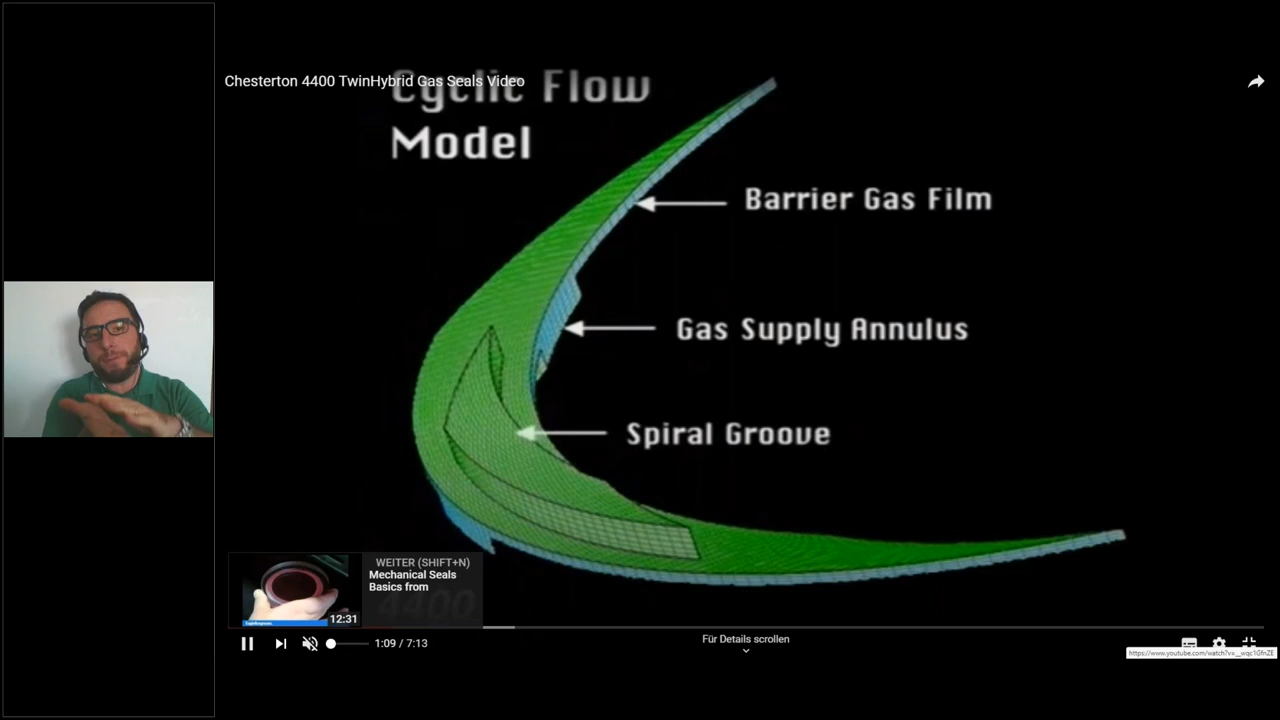 Chesterton 4400 TwinHybrid Gas Seals Video
Cyclic Flow
Model
Barrier Gas Film
Gas Supply Annulus
Spiral Groove
WEITER (SHIFT+N)
Mechanical Seals
Basics from
12:31
4400
1:09 / 7:13
Für Details scrollen